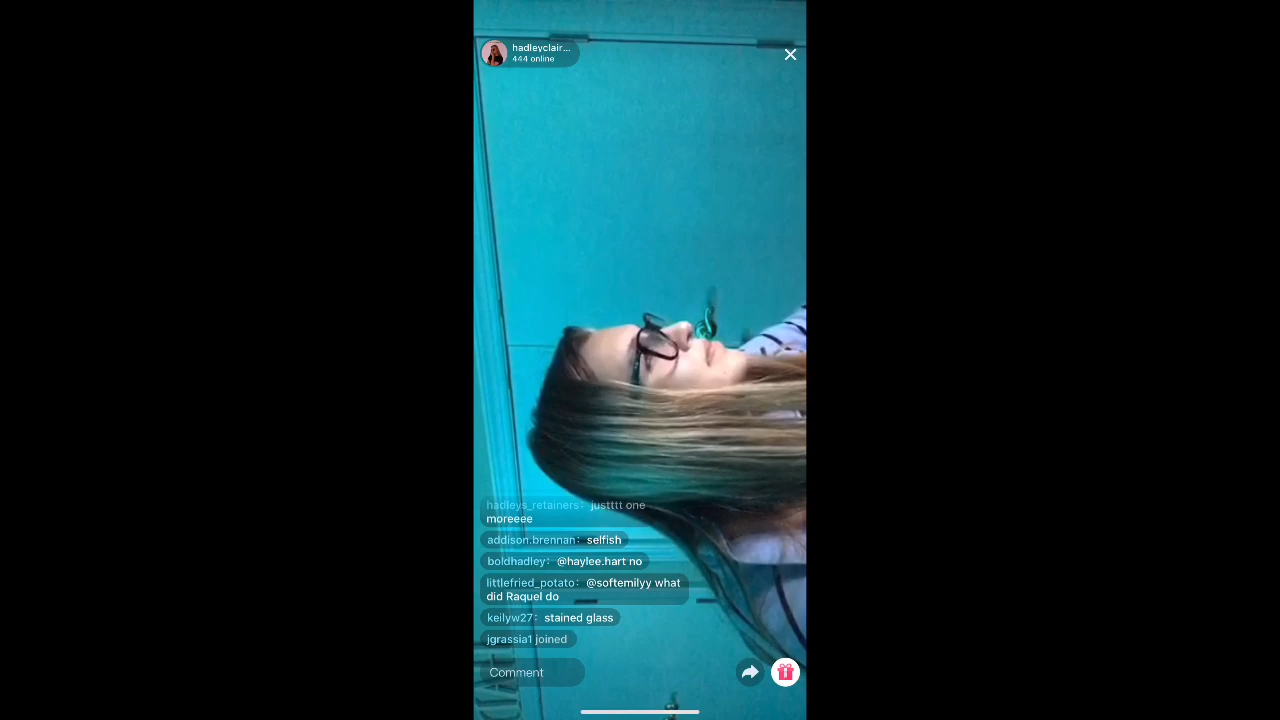 hadleyclair...
444 online
hadleys_retainers: justttt one
moreeee
addison.brennan: selfish
boldhadley: @haylee.hart no
littlefried_potato: @softemilyy what
did Raquel do
keilyw27: stained glass
jgrassia1 joined
Comment